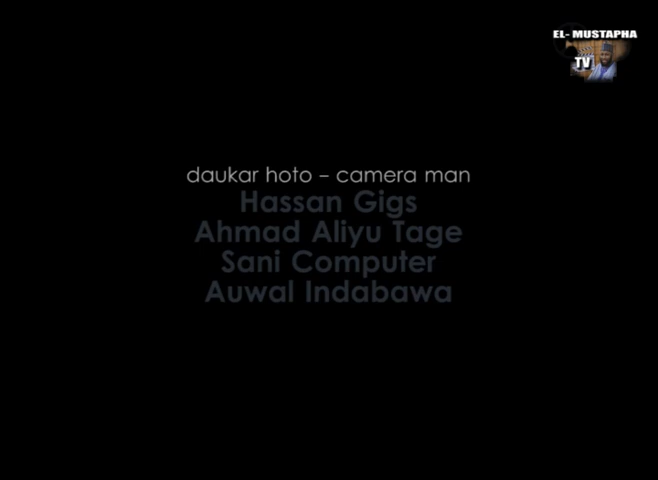 EL- MUSTAPHA
TV
daukar hoto – camera man
Hassan Gigs
Ahmad Aliyu Tage
Sani Computer
Auwal Indabawa